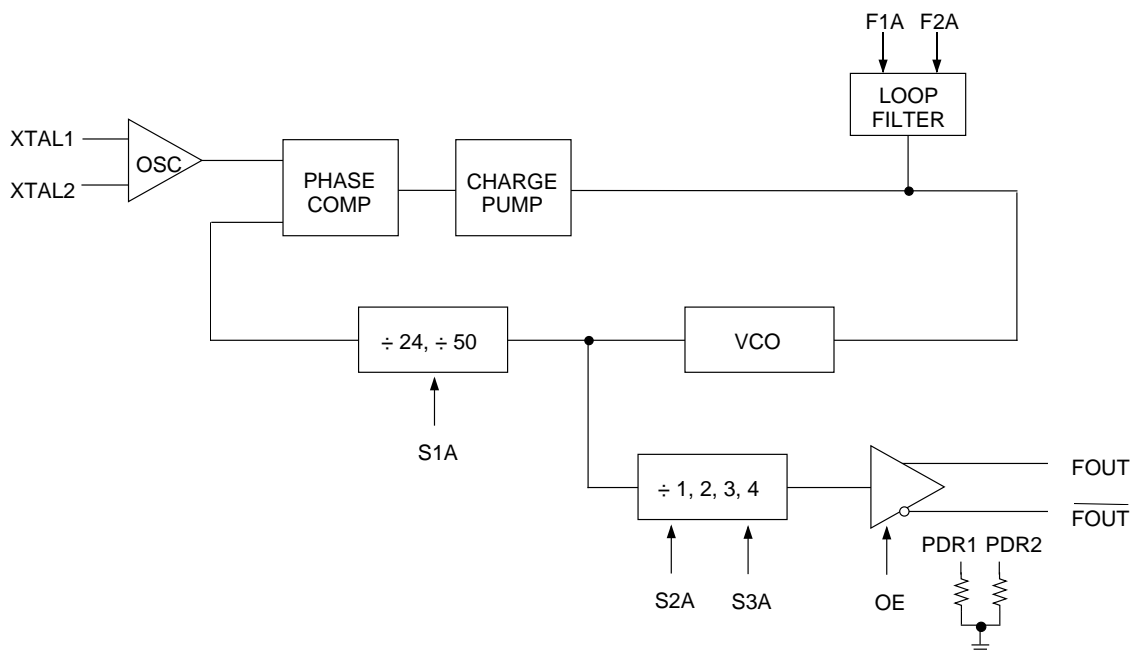 F1A F2A
LOOP
FILTER
XTAL1
OSC
XTAL2
PHASE
COMP
CHARGE
PUMP
÷ 24, ÷ 50
VCO
S1A
÷ 1, 2, 3, 4
FOUT
FOUT
PDR1 PDR2
S2A S3A OE